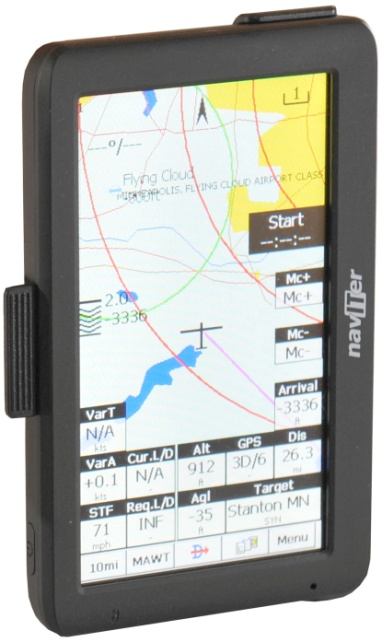 1
---°/---
Flying Cloud
MINNEAPOLIS, FLYING CLOUD AIRPORT CLASS
Start
--:--:--
Mc+
Mc+
2.0
-3336
Mc-
Mc-
naviter
Arrival
-3336
ft
VarT
N/A
kts
VarA
+0.1
kts
Cur.L/D
N/A
-
Alt
912
ft
GPS
3D/6
-
Dis
26.3
mi
STF
71
mph
Req.L/D
INF
-
Agl
-35
ft
Target
Stanton MN
SYN
10mi
MAWT
Menu